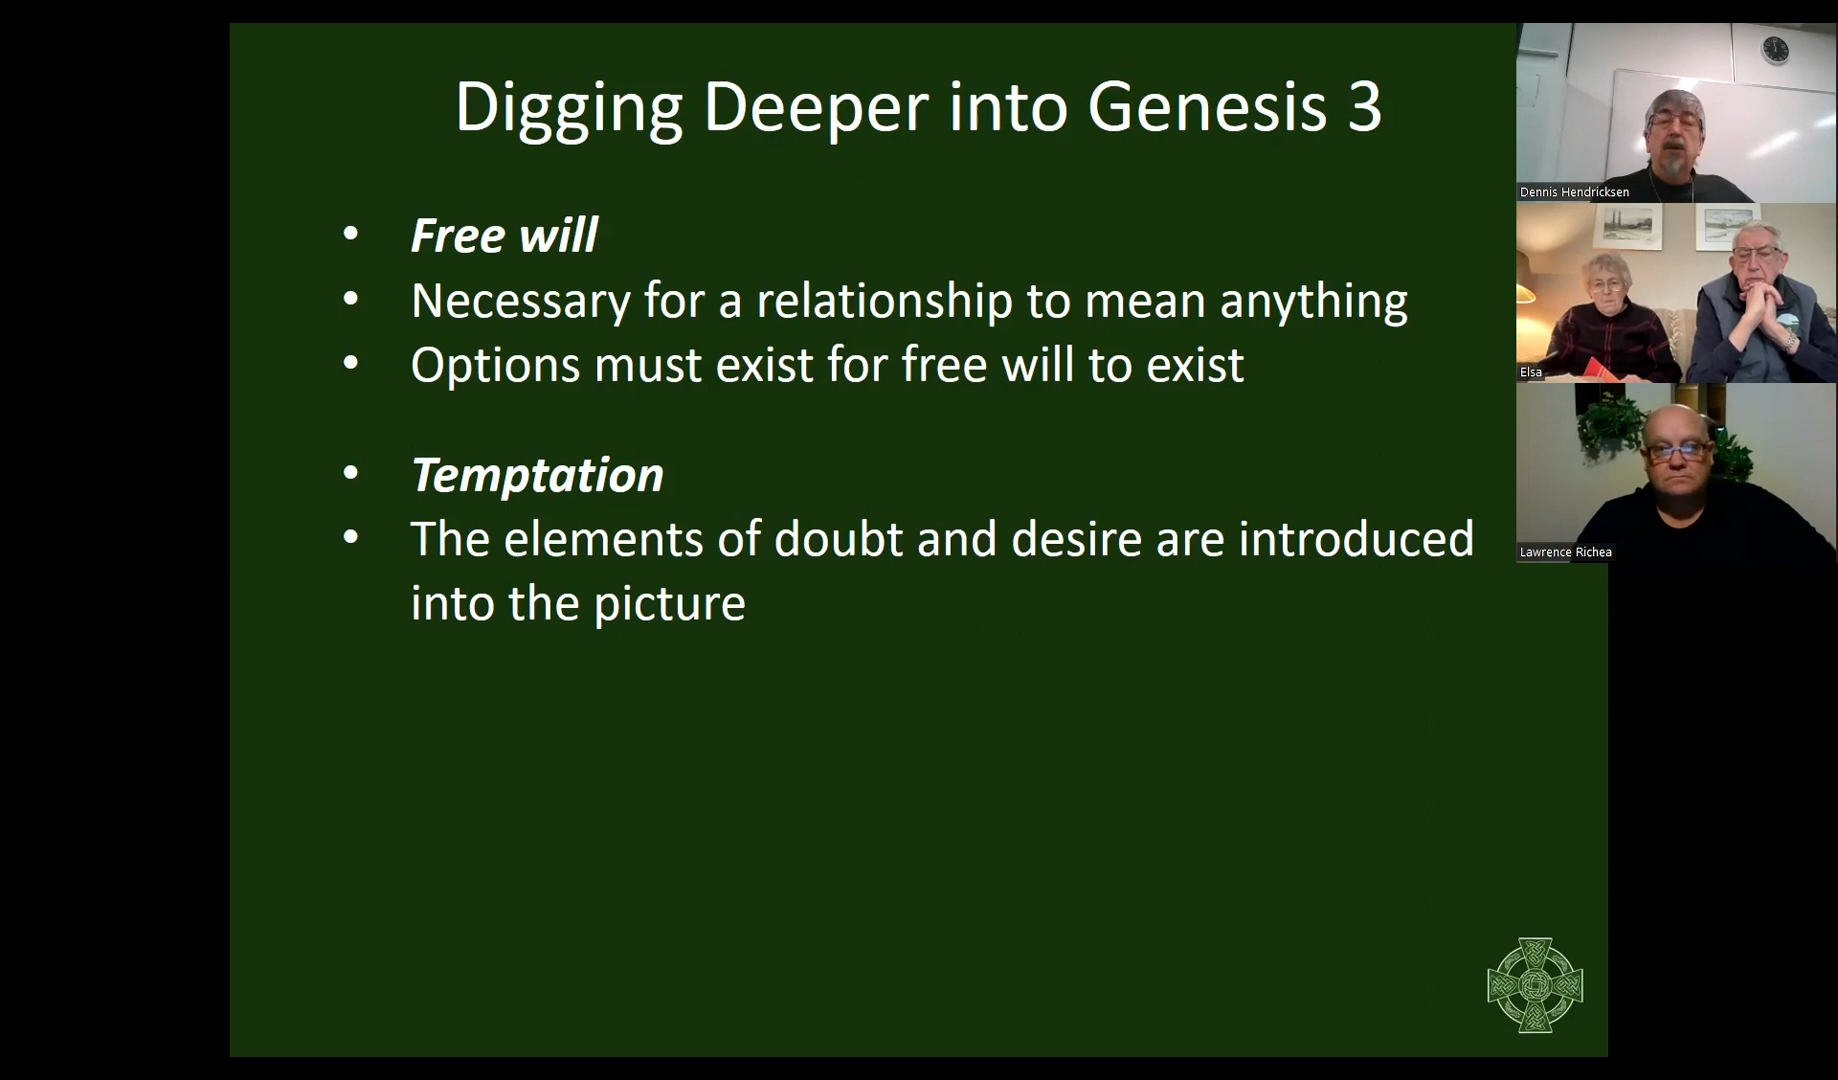 Digging Deeper into Genesis 3
• Free will
• Necessary for a relationship to mean anything
• Options must exist for free will to exist
• Temptation
• The elements of doubt and desire are introduced
into the picture
Dennis Hendricksen
Elsa
Lawrence Richea